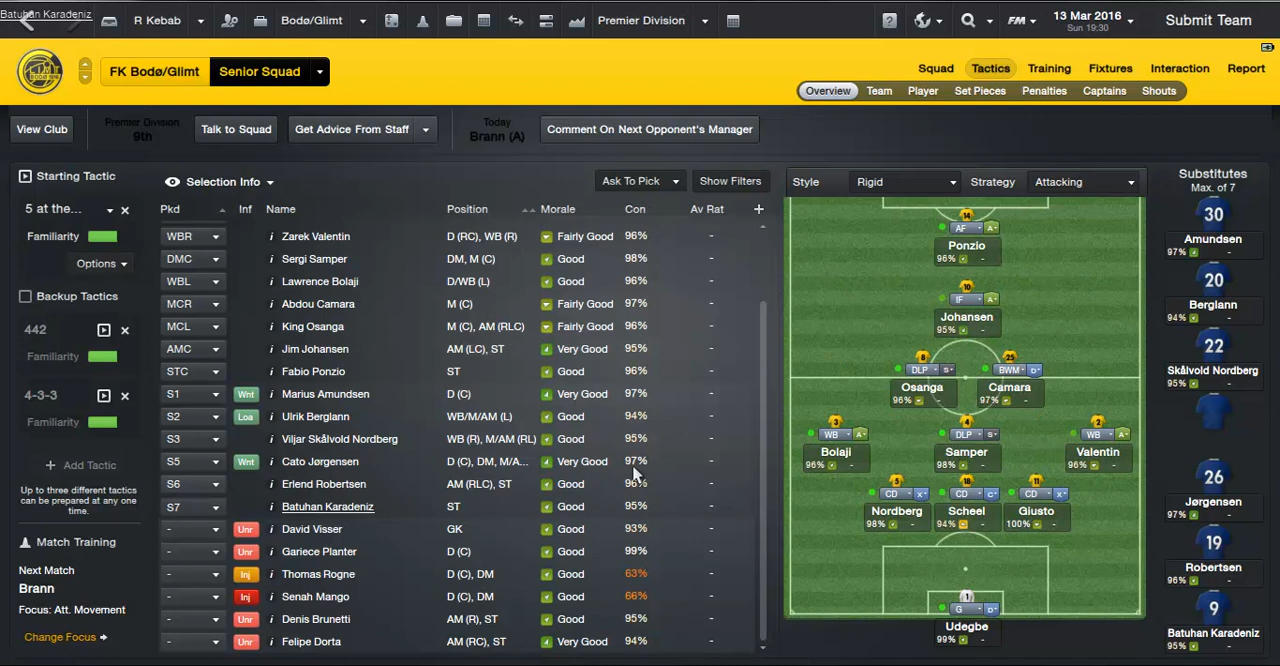 Batuhan Karadeniz
R Kebab
Bodø/Glimt
Premier Division
?
FM
13 Mar 2016
Sun 19:30
Submit Team
FK Bodø/Glimt
Senior Squad
Squad Tactics Training Fixtures Interaction Report
Overview Team Player Set Pieces Penalties Captains Shouts
View Club
Premier Division
9th
Talk to Squad
Get Advice From Staff
Today
Brann (A)
Comment On Next Opponent's Manager
Starting Tactic
5 at the...
Familiarity
Options
Backup Tactics
442
Familiarity
4-3-3
Familiarity
Add Tactic
Up to three different tactics
can be prepared at any one
time.
Match Training
Next Match
Brann
Focus: Att. Movement
Change Focus
Selection Info
Ask To Pick
Show Filters
Pkd Inf Name Position Morale Con Av Rat +
WBR i Zarek Valentin D (RC), WB (R) Fairly Good 96% -
DMC i Sergi Samper DM, M (C) Good 98% -
WBL i Lawrence Bolaji D/WB (L) Good 96% -
MCR i Abdou Camara M (C) Fairly Good 97% -
MCL i King Osanga M (C), AM (RLC) Fairly Good 96% -
AMC i Jim Johansen AM (LC), ST Very Good 95% -
STC i Fabio Ponzio ST Good 96% -
S1 Wnt i Marius Amundsen D (C) Very Good 97% -
S2 Loa i Ulrik Berglann WB/M/AM (L) Good 94% -
S3 i Viljar Skålvold Nordberg WB (R), M/AM (RL) Good 95% -
S5 Wnt i Cato Jørgensen D (C), DM, M/A... Very Good 97% -
S6 i Erlend Robertsen AM (RLC), ST Good 96% -
S7 i Batuhan Karadeniz ST Good 95% -
- Unr i David Visser GK Good 93% -
- Unr i Gariece Planter D (C) Good 99% -
- Inj i Thomas Rogne D (C), DM Good 63% -
- Inj i Senah Mango D (C), DM Good 66% -
- Unr i Denis Brunetti AM (R), ST Good 95% -
- Unr i Felipe Dorta AM (RC), ST Very Good 94% -
Style Rigid Strategy Attacking
14
AF A
Ponzio
96% -
10
IF A
Johansen
95% -
8 25
DLP S BWM D
Osanga Camara
96% - 97% -
3 4 2
WB A DLP S WB A
Bolaji Samper Valentin
96% - 98% - 96% -
5 18 11
CD X CD C CD X
Nordberg Scheel Giusto
98% - 94% - 100% -
1
G D
Udegbe
99% -
Substitutes
Max. of 7
30
Amundsen
97% -
20
Berglann
94% -
22
Skålvold Nordberg
95% -
26
Jørgensen
97% -
19
Robertsen
96% -
9
Batuhan Karadeniz
95% -